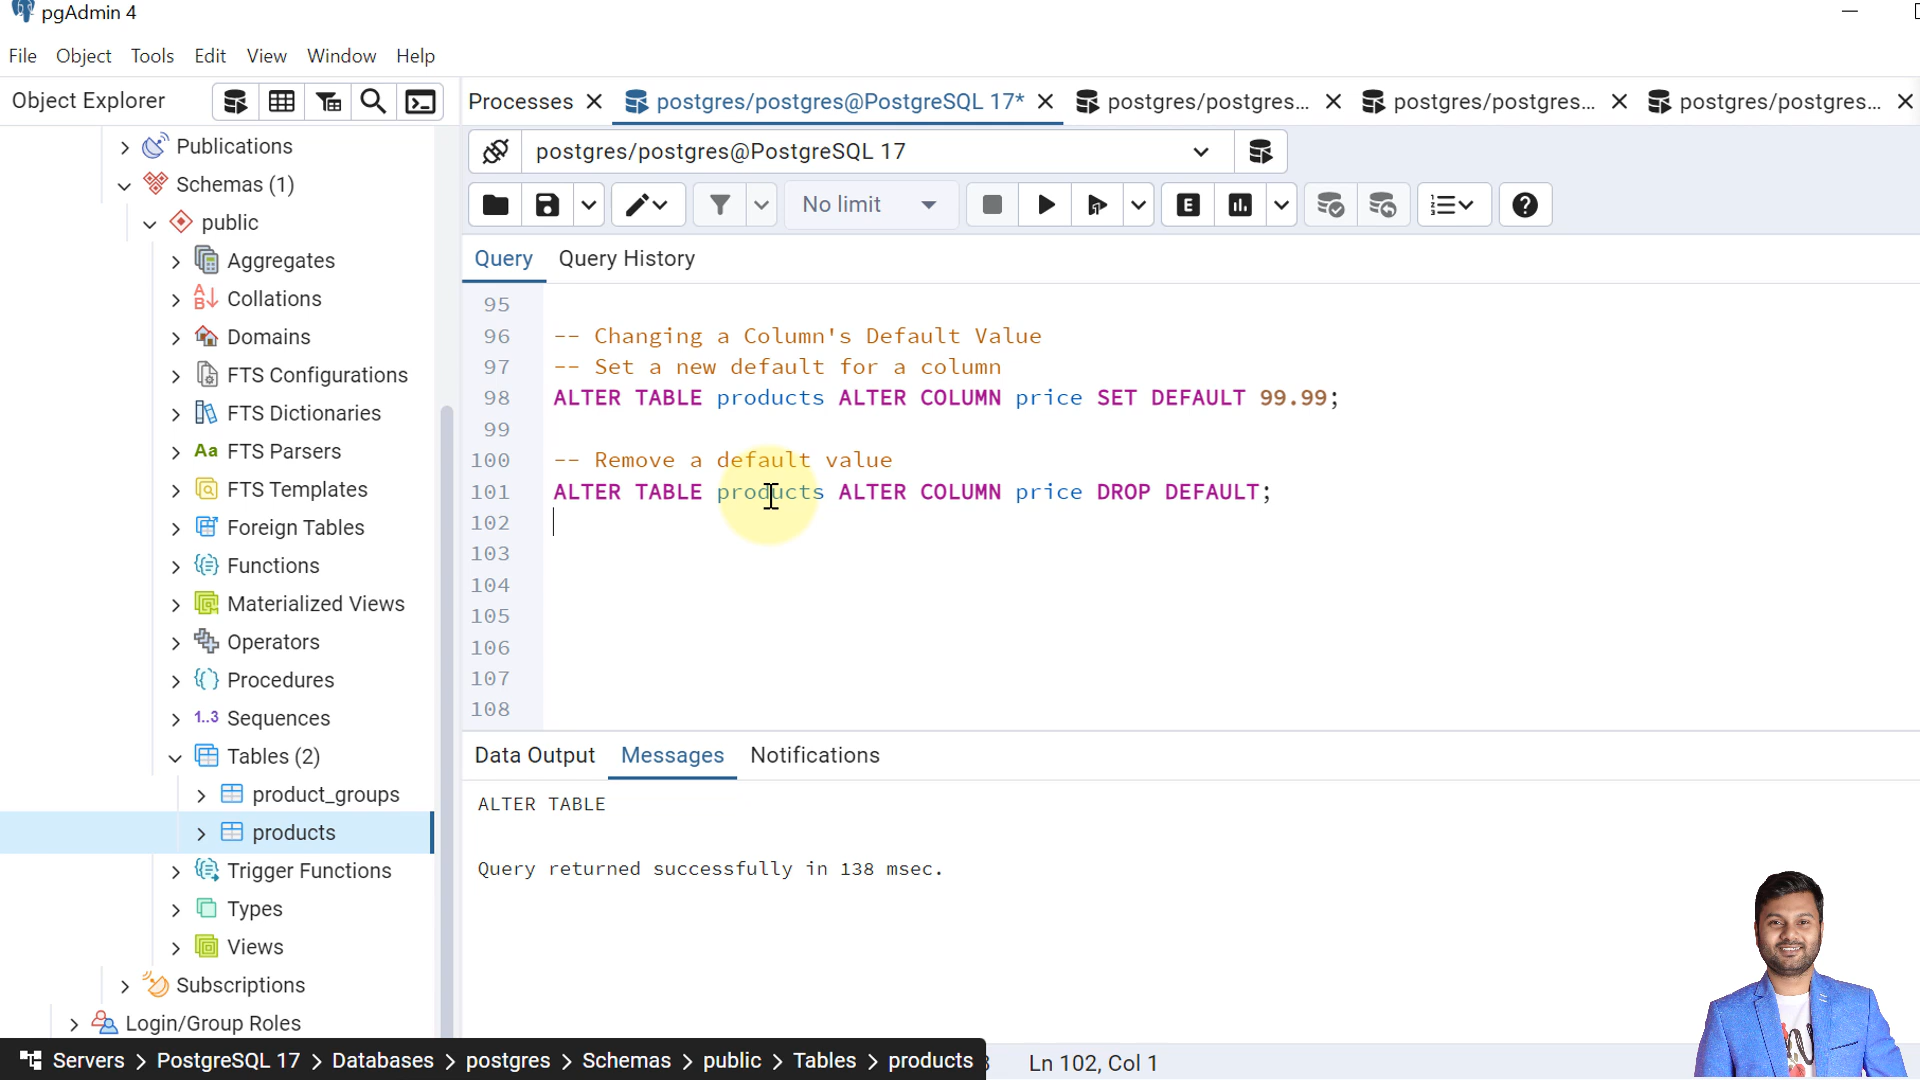 pgAdmin 4
File Object Tools Edit View Window Help
Object Explorer
Processes postgres/postgres@PostgreSQL 17* postgres/postgres... postgres/postgres... postgres/postgres...
postgres/postgres@PostgreSQL 17
No limit
Query Query History
Publications
Schemas (1)
public
Aggregates
Collations
Domains
FTS Configurations
FTS Dictionaries
Aa FTS Parsers
FTS Templates
Foreign Tables
Functions
Materialized Views
Operators
Procedures
1..3 Sequences
Tables (2)
product_groups
products
Trigger Functions
Types
Views
Subscriptions
Login/Group Roles
95
96 -- Changing a Column's Default Value
97 -- Set a new default for a column
98 ALTER TABLE products ALTER COLUMN price SET DEFAULT 99.99;
99
100 -- Remove a default value
101 ALTER TABLE products ALTER COLUMN price DROP DEFAULT;
102
103
104
105
106
107
108
Data Output Messages Notifications
ALTER TABLE
Query returned successfully in 138 msec.
Servers > PostgreSQL 17 > Databases > postgres > Schemas > public > Tables > products
Ln 102, Col 1